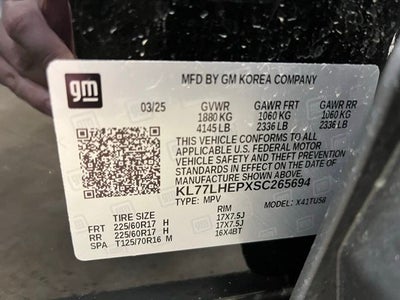 gm
MFD BY GM KOREA COMPANY
03/25 GVWR GAWR FRT GAWR RR
1880 KG 1060 KG 1060 KG
4145 LB 2336 LB 2336 LB
THIS VEHICLE CONFORMS TO ALL
APPLICABLE U.S. FEDERAL MOTOR
VEHICLE SAFETY AND THEFT PREVENTION
STANDARDS IN EFFECT ON THE DATE OF
MANUFACTURE SHOWN ABOVE.
KL77LHEPXSC265694
TYPE: MPV MODEL: X41TU58
TIRE SIZE RIM
FRT 225/60R17 H 17X7.5J
RR 225/60R17 H 17X7.5J
SPA T125/70R16 M 16X4BT